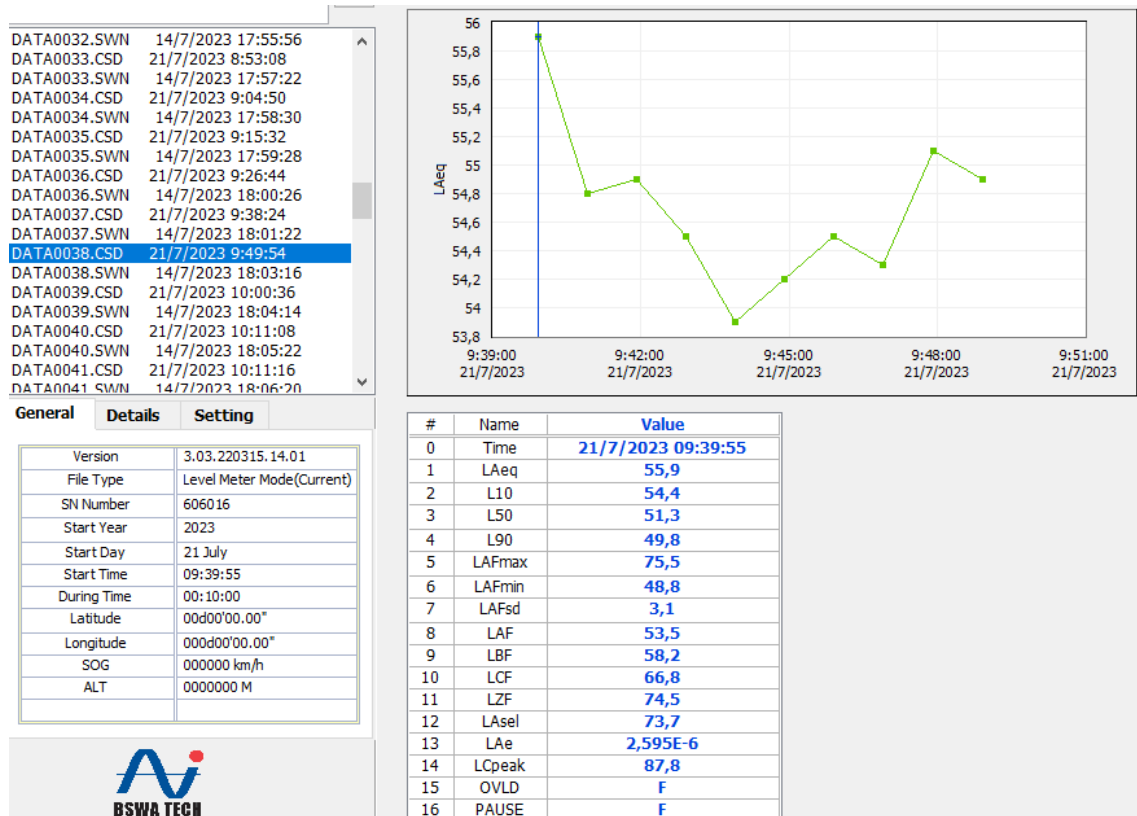 DATA0032.SWN 14/7/2023 17:55:56
DATA0033.CSD 21/7/2023 8:53:08
DATA0033.SWN 14/7/2023 17:57:22
DATA0034.CSD 21/7/2023 9:04:50
DATA0034.SWN 14/7/2023 17:58:30
DATA0035.CSD 21/7/2023 9:15:32
DATA0035.SWN 14/7/2023 17:59:28
DATA0036.CSD 21/7/2023 9:26:44
DATA0036.SWN 14/7/2023 18:00:26
DATA0037.CSD 21/7/2023 9:38:24
DATA0037.SWN 14/7/2023 18:01:22
DATA0038.CSD 21/7/2023 9:49:54
DATA0038.SWN 14/7/2023 18:03:16
DATA0039.CSD 21/7/2023 10:00:36
DATA0039.SWN 14/7/2023 18:04:14
DATA0040.CSD 21/7/2023 10:11:08
DATA0040.SWN 14/7/2023 18:05:22
DATA0041.CSD 21/7/2023 10:11:16
DATA0041.SWN 14/7/2023 18:06:20
General Details Setting
Version 3.03.220315.14.01
File Type Level Meter Mode(Current)
SN Number 606016
Start Year 2023
Start Day 21 July
Start Time 09:39:55
During Time 00:10:00
Latitude 00d00'00.00"
Longitude 000d00'00.00"
SOG 000000 km/h
ALT 0000000 M
BSWA TECH
LAeq
56
55,8
55,6
55,4
55,2
55
54,8
54,6
54,4
54,2
54
53,8
9:39:00 9:42:00 9:45:00 9:48:00 9:51:00
21/7/2023 21/7/2023 21/7/2023 21/7/2023 21/7/2023
# Name Value
0 Time 21/7/2023 09:39:55
1 LAeq 55,9
2 L10 54,4
3 L50 51,3
4 L90 49,8
5 LAFmax 75,5
6 LAFmin 48,8
7 LAFsd 3,1
8 LAF 53,5
9 LBF 58,2
10 LCF 66,8
11 LZF 74,5
12 LAsel 73,7
13 LAe 2,595E-6
14 LCpeak 87,8
15 OVLD F
16 PAUSE F